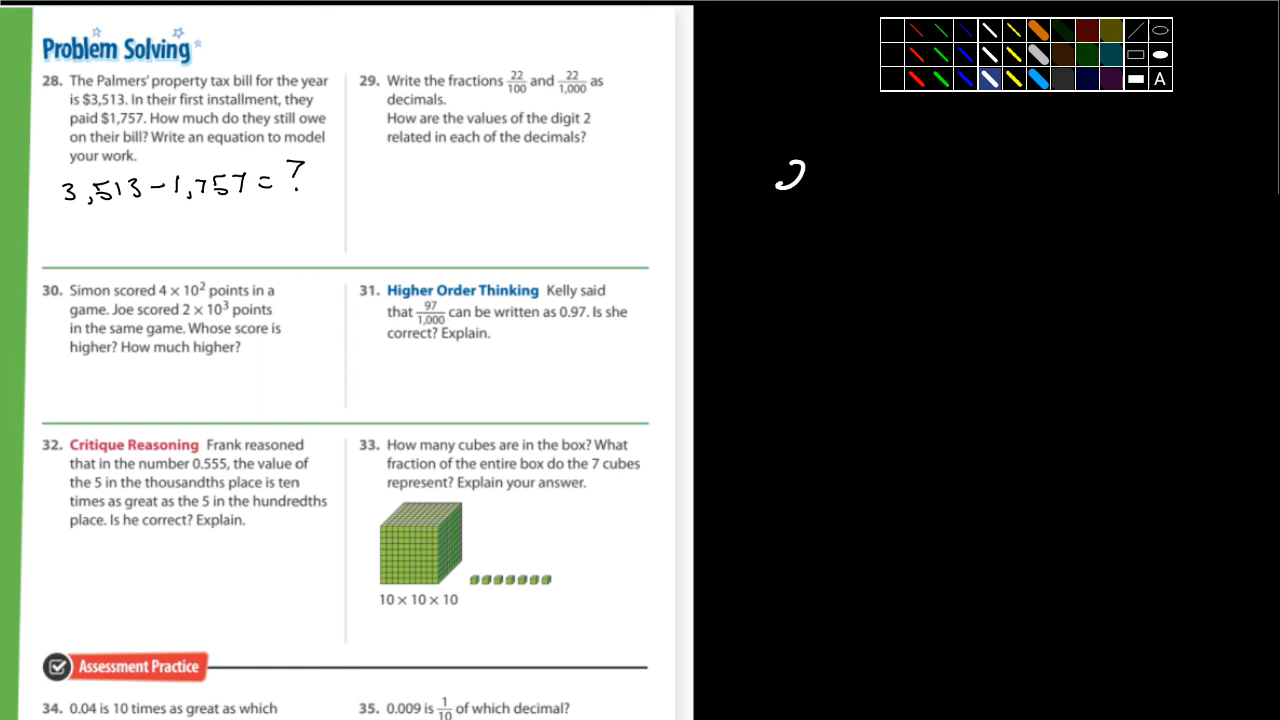 Problem Solving
28. The Palmers' property tax bill for the year
is $3,513. In their first installment, they
paid $1,757. How much do they still owe
on their bill? Write an equation to model
your work.
3,513 - 1,757 = ?
29. Write the fractions 22/100 and 22/1,000 as
decimals.
How are the values of the digit 2
related in each of the decimals?
30. Simon scored 4 × 10² points in a
game. Joe scored 2 × 10³ points
in the same game. Whose score is
higher? How much higher?
31. Higher Order Thinking Kelly said
that 97/1,000 can be written as 0.97. Is she
correct? Explain.
32. Critique Reasoning Frank reasoned
that in the number 0.555, the value of
the 5 in the thousandths place is ten
times as great as the 5 in the hundredths
place. Is he correct? Explain.
33. How many cubes are in the box? What
fraction of the entire box do the 7 cubes
represent? Explain your answer.
10 × 10 × 10
Assessment Practice
34. 0.04 is 10 times as great as which
35. 0.009 is 1/10 of which decimal?
A